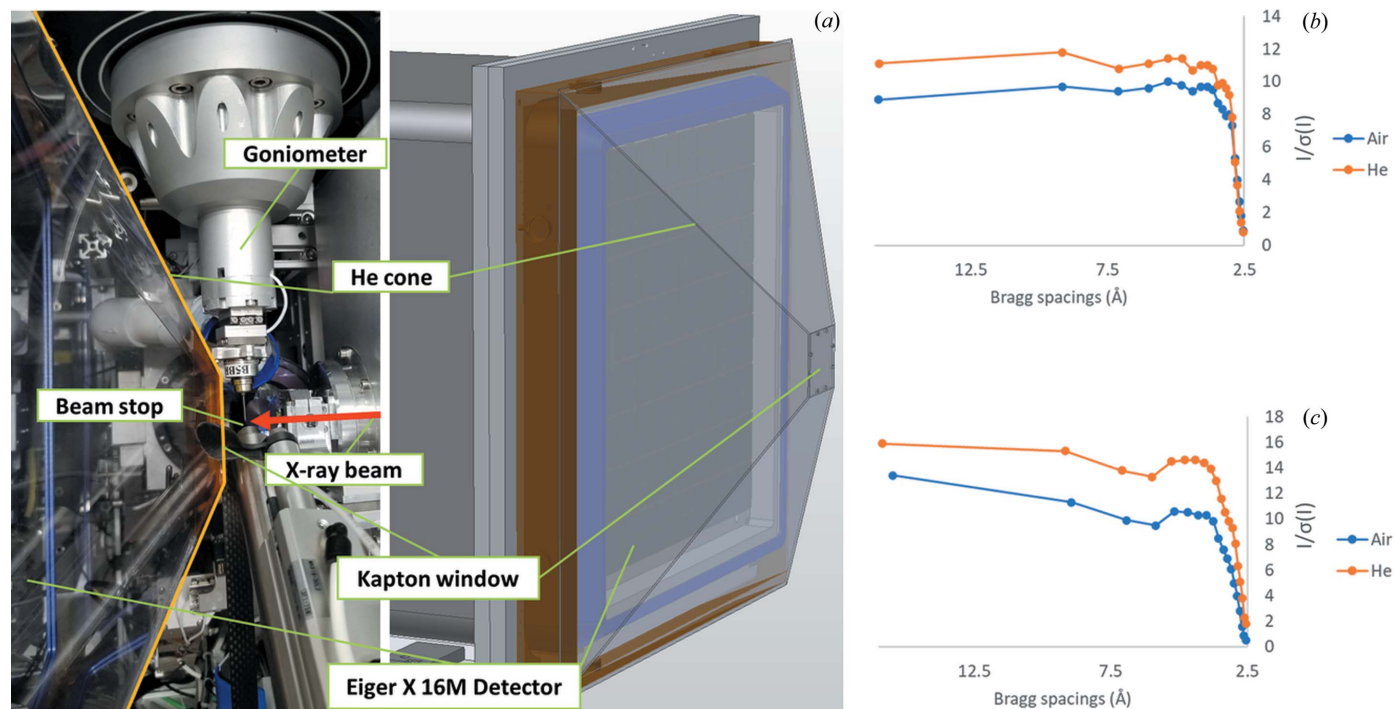 (a)
Goniometer
He cone
Beam stop
X-ray beam
Kapton window
Eiger X 16M Detector
(b)
14
12
10
8
6
4
2
0
I/σ(I)
Air
He
12.5
7.5
2.5
Bragg spacings (Å)
(c)
18
16
14
12
10
8
6
4
2
0
I/σ(I)
Air
He
12.5
7.5
2.5
Bragg spacings (Å)